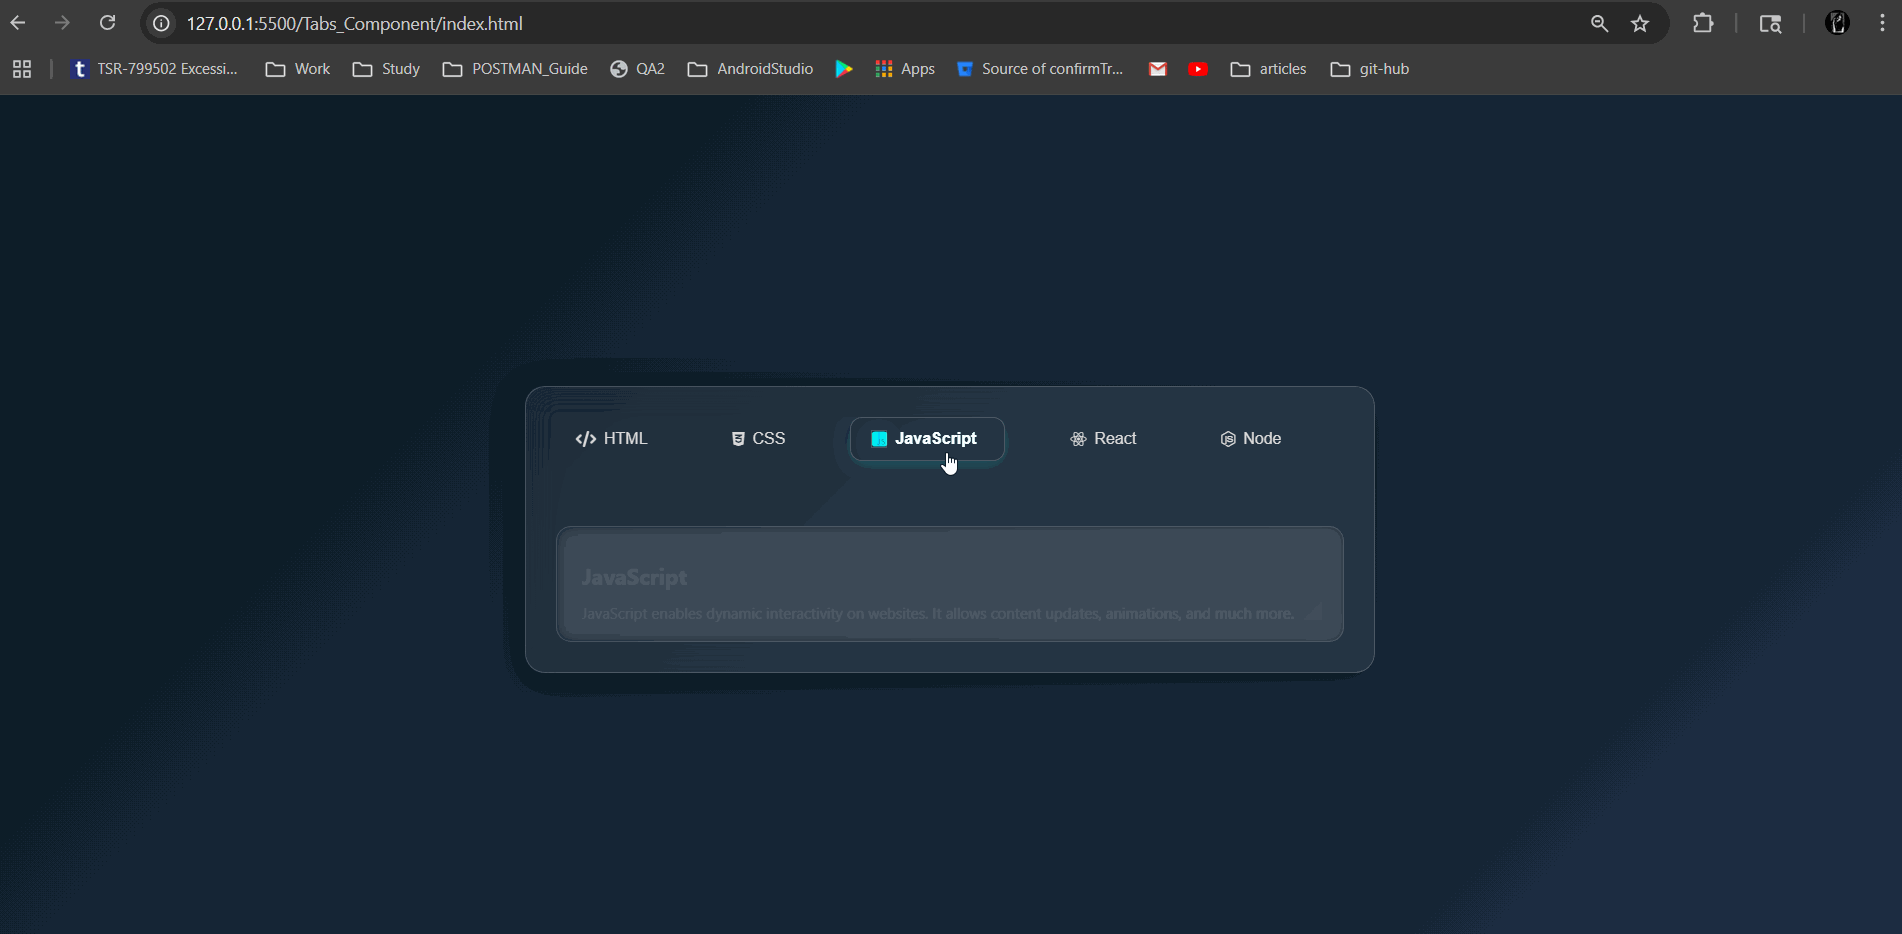 127.0.0.1:5500/Tabs_Component/index.html
t TSR-799502 Excessi... Work Study POSTMAN_Guide QA2 AndroidStudio Apps Source of confirmTr... articles git-hub
HTML CSS JavaScript React Node
JavaScript
JavaScript enables dynamic interactivity on websites. It allows content updates, animations, and much more.